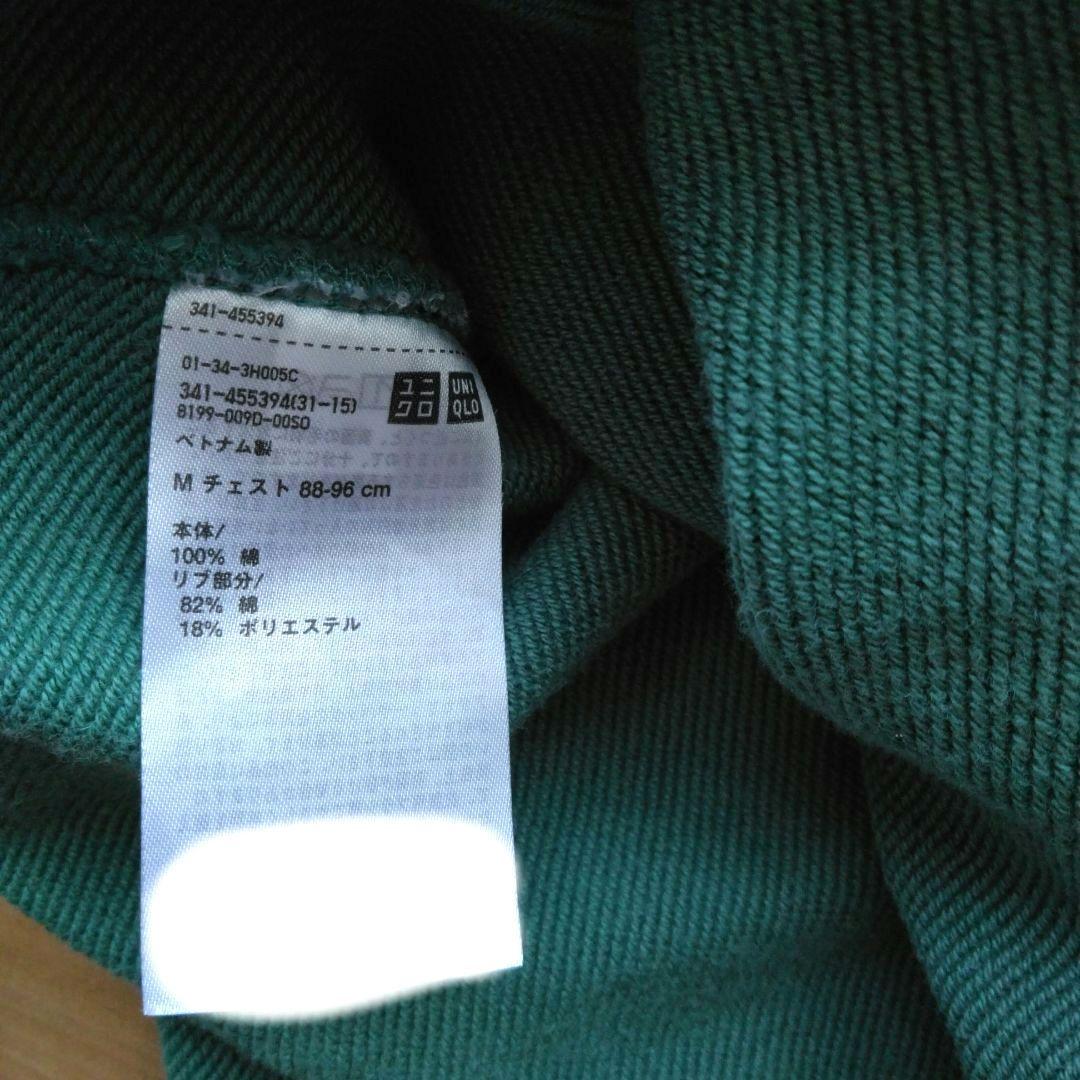 341-455394
01-34-3H005C
341-455394(31-15)
8199-009D-00S0
ユニ
クロ
UNI
QLO
ベトナム製
M チェスト 88-96 cm
本体/
100% 綿
リブ部分/
82% 綿
18% ポリエステル